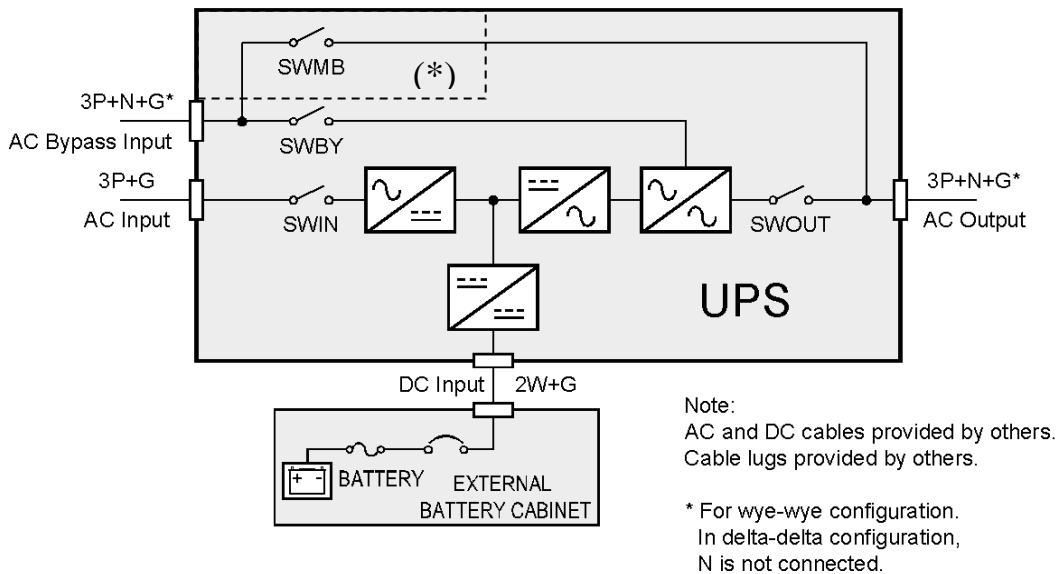 SWMB
(*)
3P+N+G*
AC Bypass Input
SWBY
3P+G
AC Input
SWIN
SWOUT
3P+N+G*
AC Output
UPS
DC Input
2W+G
+ -
BATTERY
EXTERNAL
BATTERY CABINET
Note:
AC and DC cables provided by others.
Cable lugs provided by others.
* For wye-wye configuration.
In delta-delta configuration,
N is not connected.